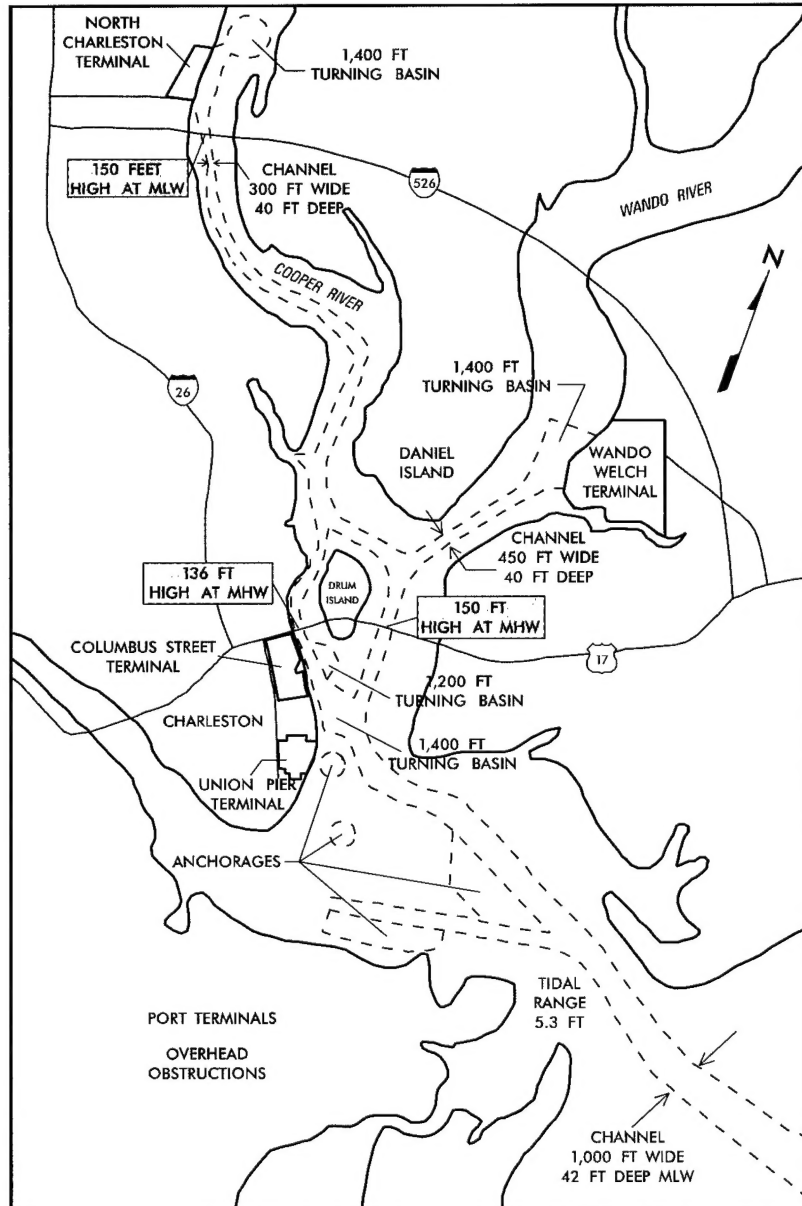 NORTH
CHARLESTON
TERMINAL
1,400 FT
TURNING BASIN
150 FEET
HIGH AT MLW
CHANNEL
300 FT WIDE
40 FT DEEP
526
WANDO RIVER
COOPER RIVER
N
26
1,400 FT
TURNING BASIN
DANIEL
ISLAND
WANDO
WELCH
TERMINAL
CHANNEL
450 FT WIDE
40 FT DEEP
136 FT
HIGH AT MHW
DRUM
ISLAND
150 FT
HIGH AT MHW
17
COLUMBUS STREET
TERMINAL
1,200 FT
TURNING BASIN
CHARLESTON
1,400 FT
TURNING BASIN
UNION PIER
TERMINAL
ANCHORAGES
TIDAL
RANGE
5.3 FT
PORT TERMINALS
OVERHEAD
OBSTRUCTIONS
CHANNEL
1,000 FT WIDE
42 FT DEEP MLW